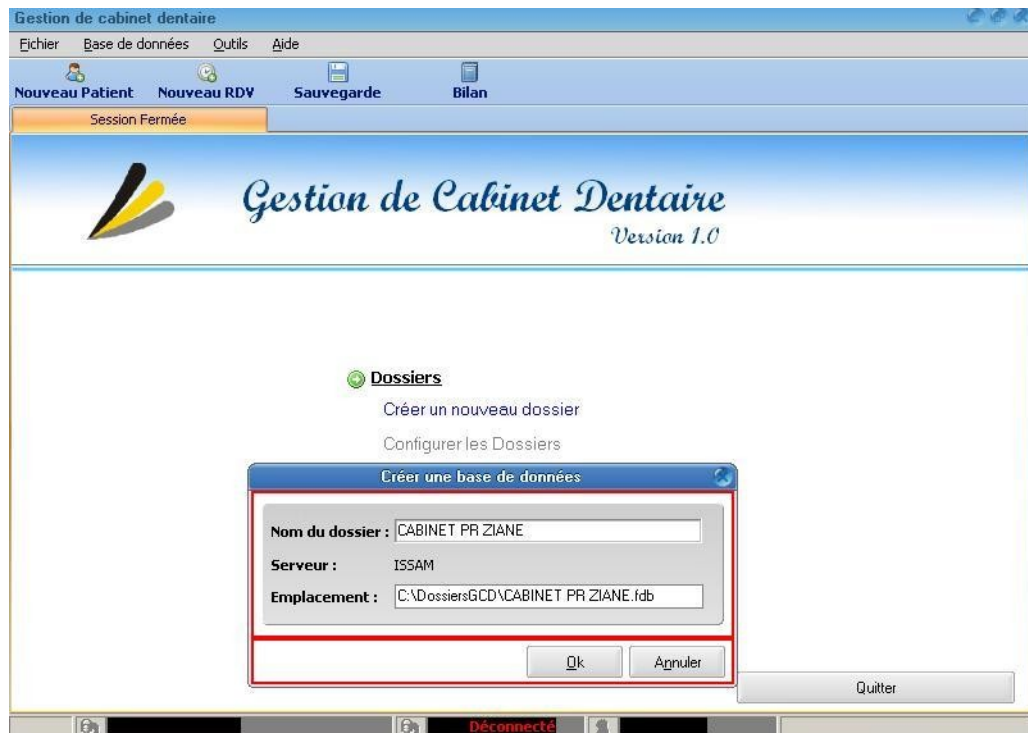 Gestion de cabinet dentaire
Fichier Base de données Outils Aide
Nouveau Patient Nouveau RDV Sauvegarde Bilan
Session Fermée
Gestion de Cabinet Dentaire
Version 1.0
Dossiers
Créer un nouveau dossier
Configurer les Dossiers
Créer une base de données
Nom du dossier : CABINET PR ZIANE
Serveur : ISSAM
Emplacement : C:\DossiersGCD\CABINET PR ZIANE.fdb
Ok Annuler
Quitter
Déconnecté